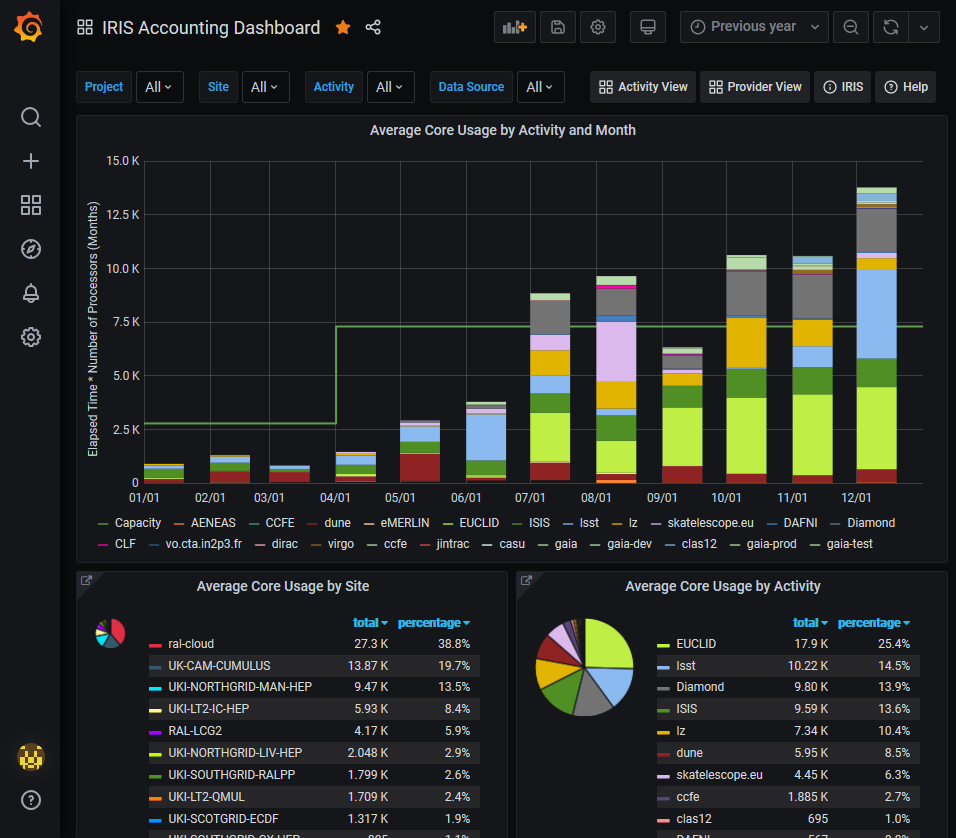 IRIS Accounting Dashboard
Previous year
Project All Site All Activity All Data Source All Activity View Provider View IRIS Help
Average Core Usage by Activity and Month
Elapsed Time * Number of Processors (Months)
15.0 K
12.5 K
10.0 K
7.5 K
5.0 K
2.5 K
0
01/01 02/01 03/01 04/01 05/01 06/01 07/01 08/01 09/01 10/01 11/01 12/01
Capacity AENEAS CCFE dune eMERLIN EUCLID ISIS lsst lz skatelescope.eu DAFNI Diamond
CLF vo.cta.in2p3.fr dirac virgo ccfe jintrac casu gaia gaia-dev clas12 gaia-prod gaia-test
Average Core Usage by Site
total percentage
ral-cloud 27.3 K 38.8%
UK-CAM-CUMULUS 13.87 K 19.7%
UKI-NORTHGRID-MAN-HEP 9.47 K 13.5%
UKI-LT2-IC-HEP 5.93 K 8.4%
RAL-LCG2 4.17 K 5.9%
UKI-NORTHGRID-LIV-HEP 2.048 K 2.9%
UKI-SOUTHGRID-RALPP 1.799 K 2.6%
UKI-LT2-QMUL 1.709 K 2.4%
UKI-SCOTGRID-ECDF 1.317 K 1.9%
Average Core Usage by Activity
total percentage
EUCLID 17.9 K 25.4%
lsst 10.22 K 14.5%
Diamond 9.80 K 13.9%
ISIS 9.59 K 13.6%
lz 7.34 K 10.4%
dune 5.95 K 8.5%
skatelescope.eu 4.45 K 6.3%
ccfe 1.885 K 2.7%
clas12 695 1.0%